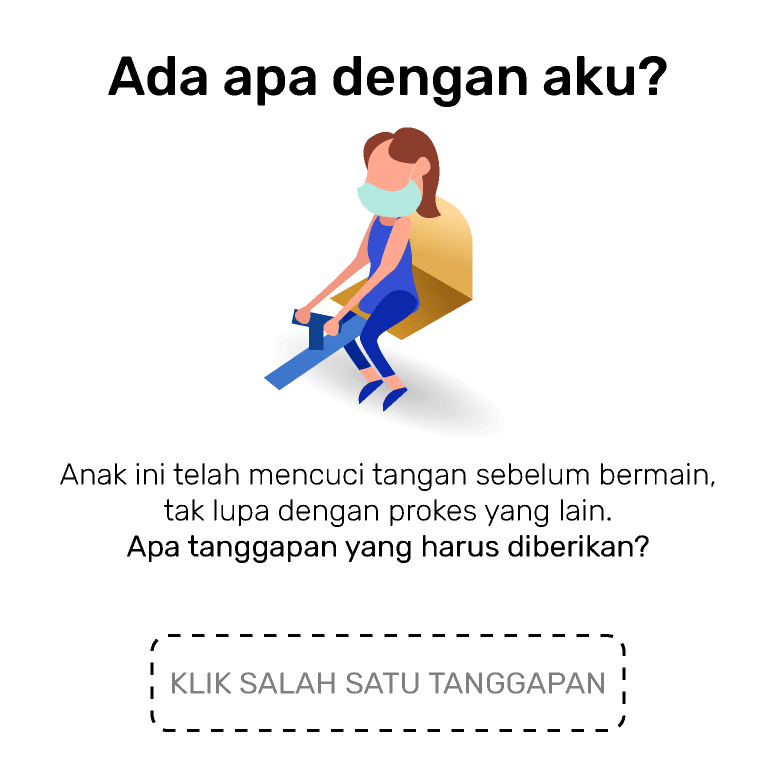 Ada apa dengan aku?
Anak ini telah mencuci tangan sebelum bermain,
tak lupa dengan prokes yang lain.
Apa tanggapan yang harus diberikan?
KLIK SALAH SATU TANGGAPAN